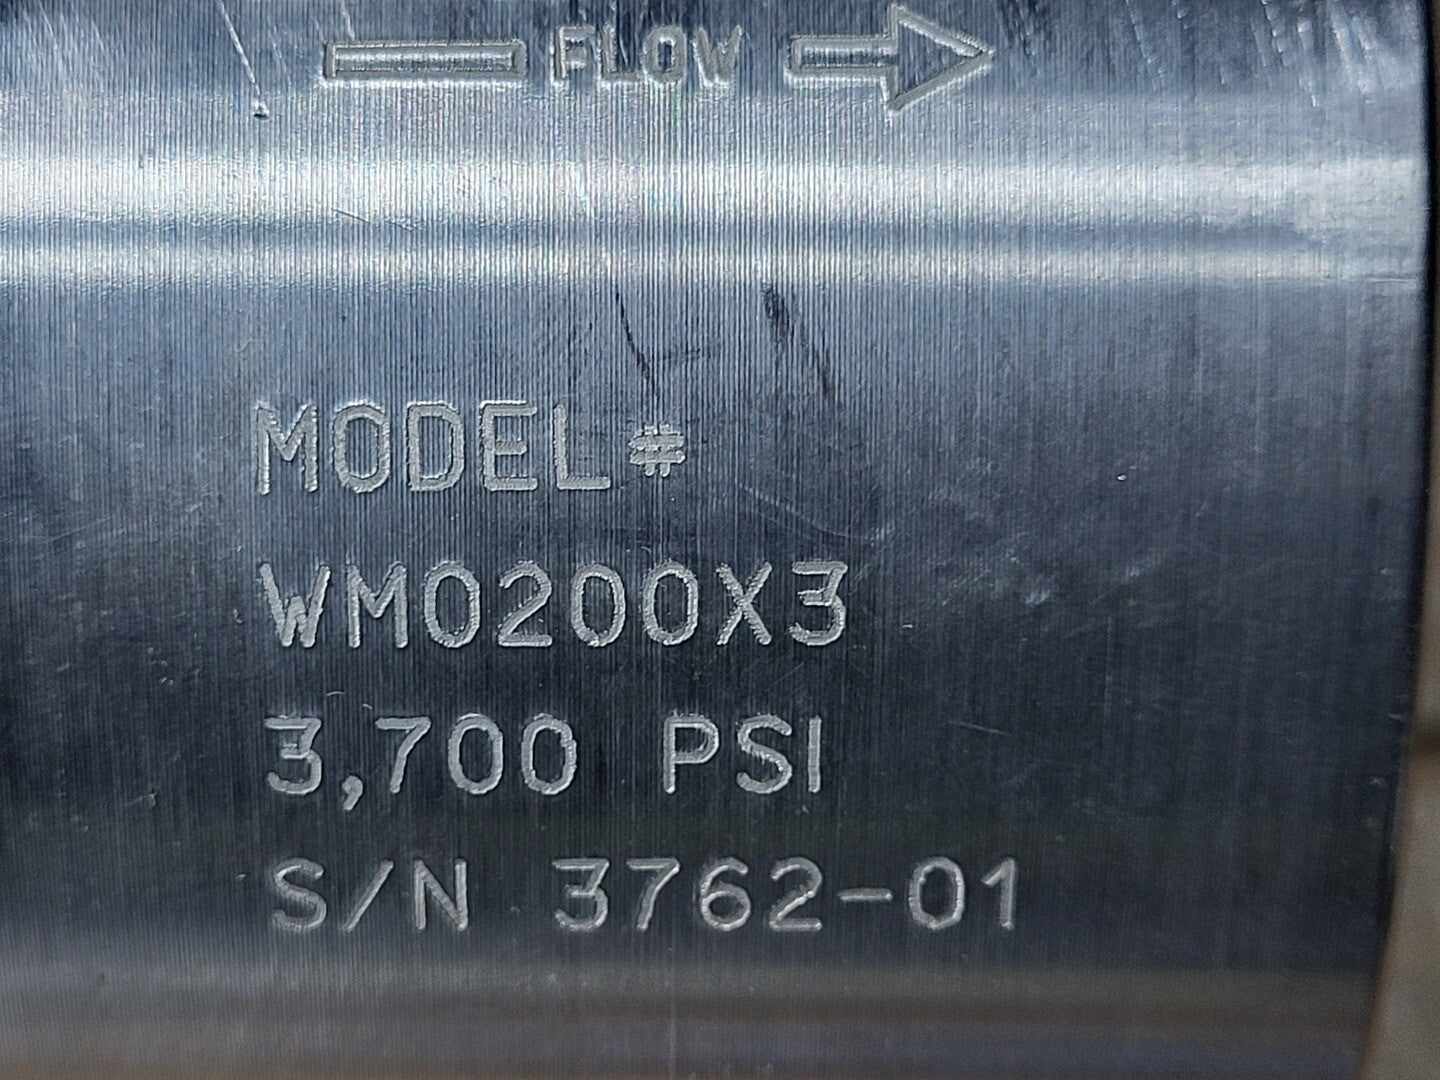 FLOW
MODEL #
WM0200X3
3,700 PSI
S/N 3762-01